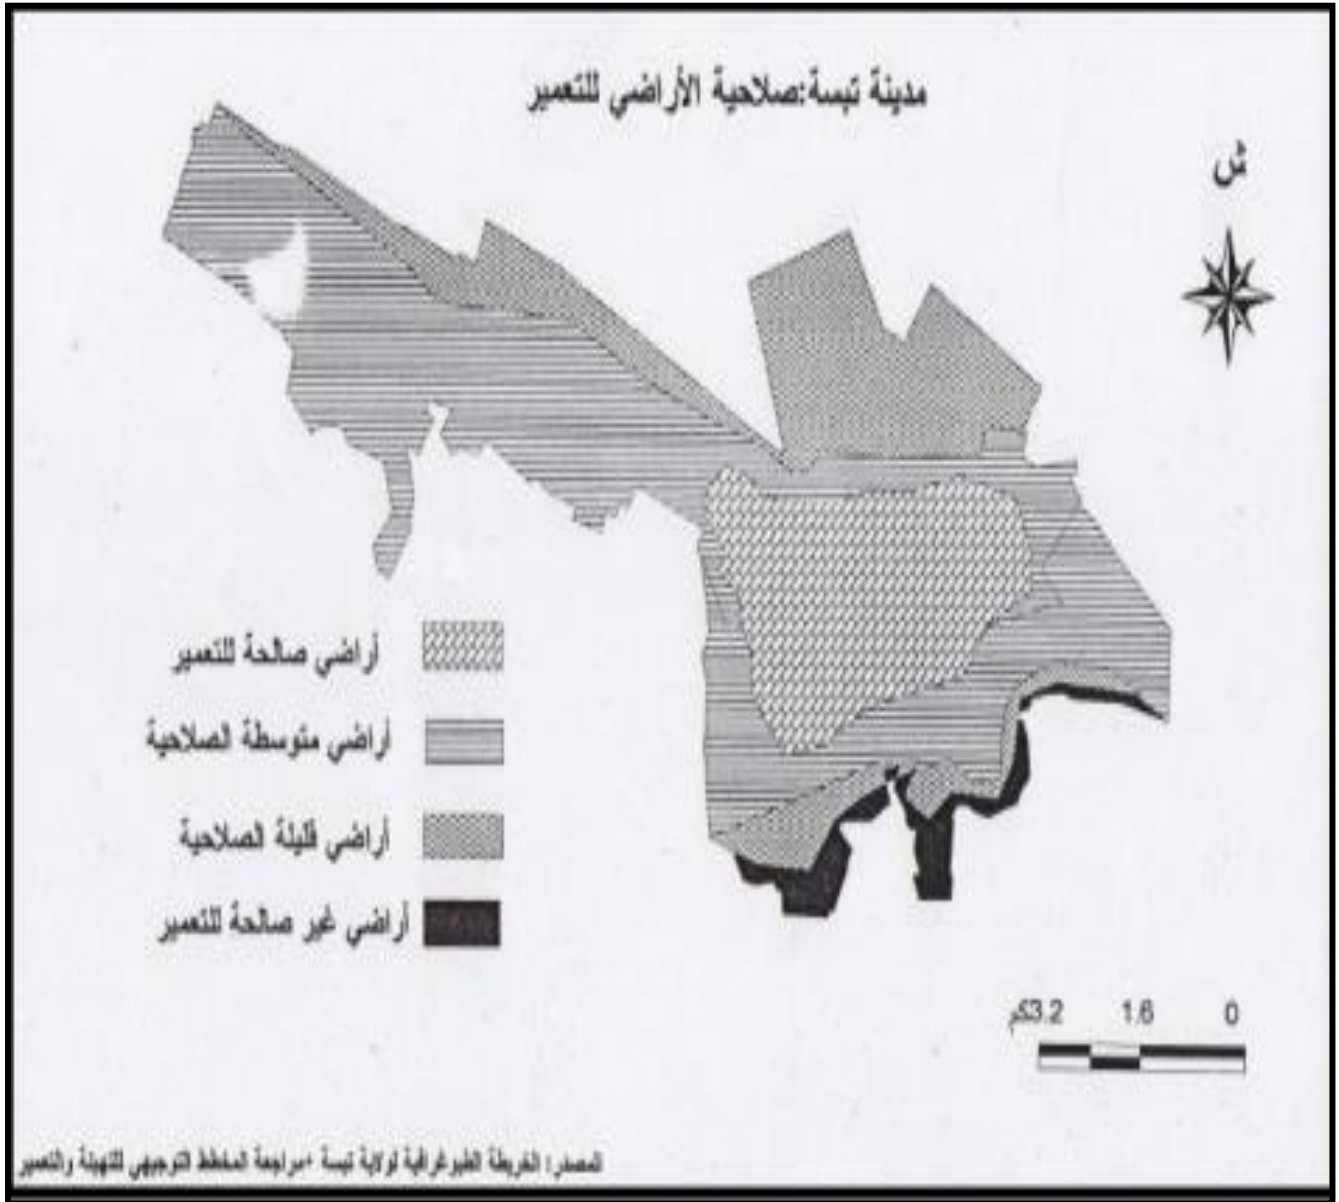 مدينة تبسة:صلاحية الأراضي للتعمير
ش
أراضي صالحة للتعمير
أراضي متوسطة الصلاحية
أراضي قليلة الصلاحية
أراضي غير صالحة للتعمير
0 1.6 3.2كم
المصدر: الخريطة الطبوغرافية لولاية تبسة +مراجعة المخطط التوجيهي للتهيئة والتعمير